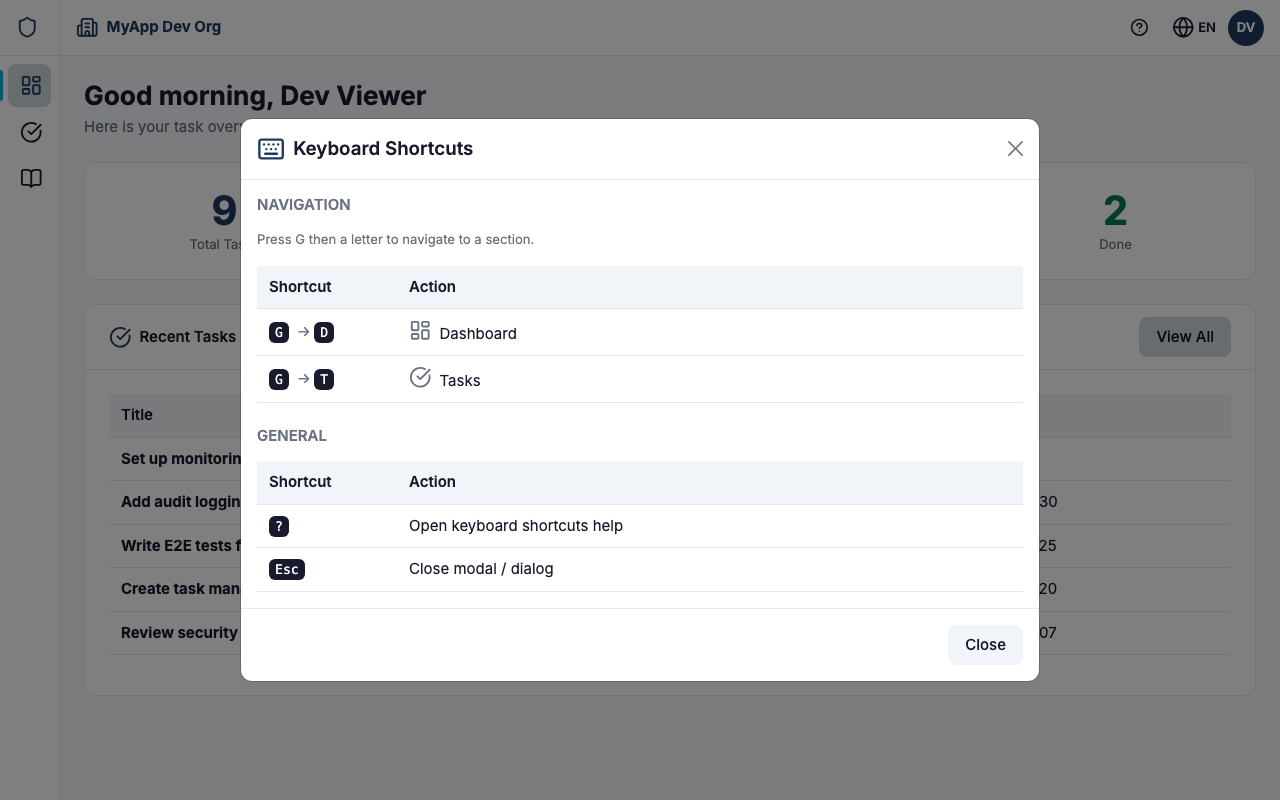 MyApp Dev Org
EN
DV
Good morning, Dev Viewer
Here is your task over
9
Total Tas
2
Done
Recent Tasks
View All
Title
Set up monitorin
Add audit loggin
30
Write E2E tests f
25
Create task man
20
Review security
07
Keyboard Shortcuts
NAVIGATION
Press G then a letter to navigate to a section.
Shortcut Action
G → D Dashboard
G → T Tasks
GENERAL
Shortcut Action
? Open keyboard shortcuts help
Esc Close modal / dialog
Close